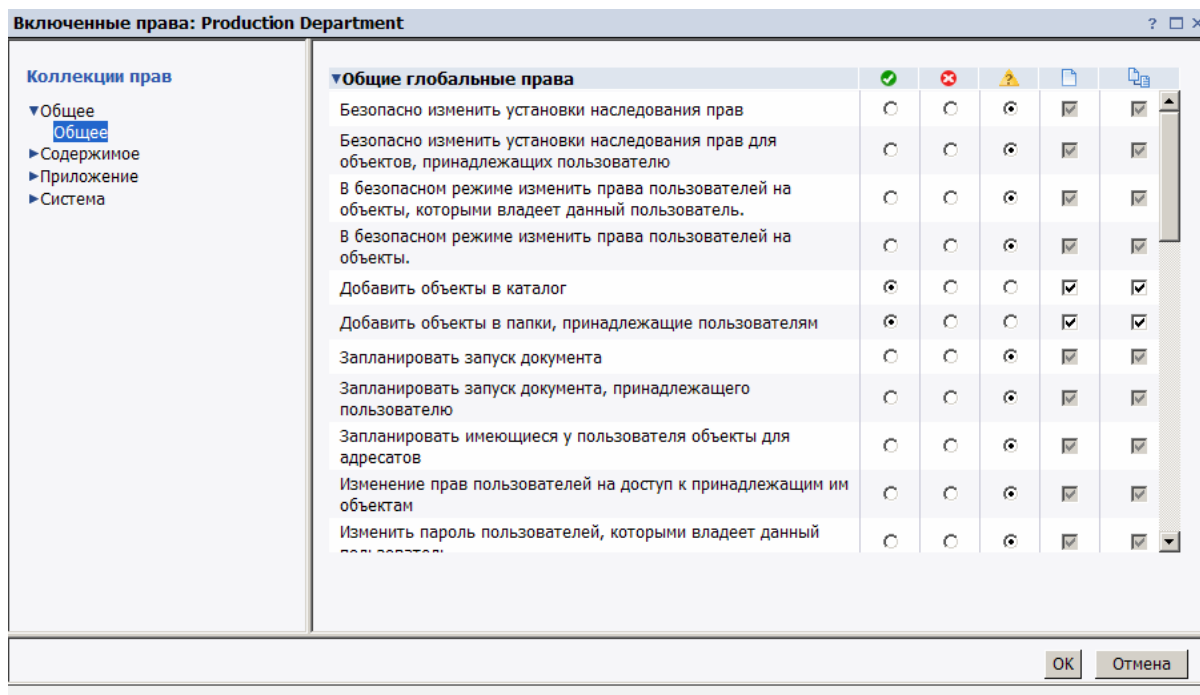 Включенные права: Production Department
Коллекции прав
▼Общее
Общее
►Содержимое
►Приложение
►Система
▼Общие глобальные права
Безопасно изменить установки наследования прав
Безопасно изменить установки наследования прав для
объектов, принадлежащих пользователю
В безопасном режиме изменить права пользователей на
объекты, которыми владеет данный пользователь.
В безопасном режиме изменить права пользователей на
объекты.
Добавить объекты в каталог
Добавить объекты в папки, принадлежащие пользователям
Запланировать запуск документа
Запланировать запуск документа, принадлежащего
пользователю
Запланировать имеющиеся у пользователя объекты для
адресатов
Изменение прав пользователей на доступ к принадлежащим им
объектам
Изменить пароль пользователей, которыми владеет данный
OK
Отмена